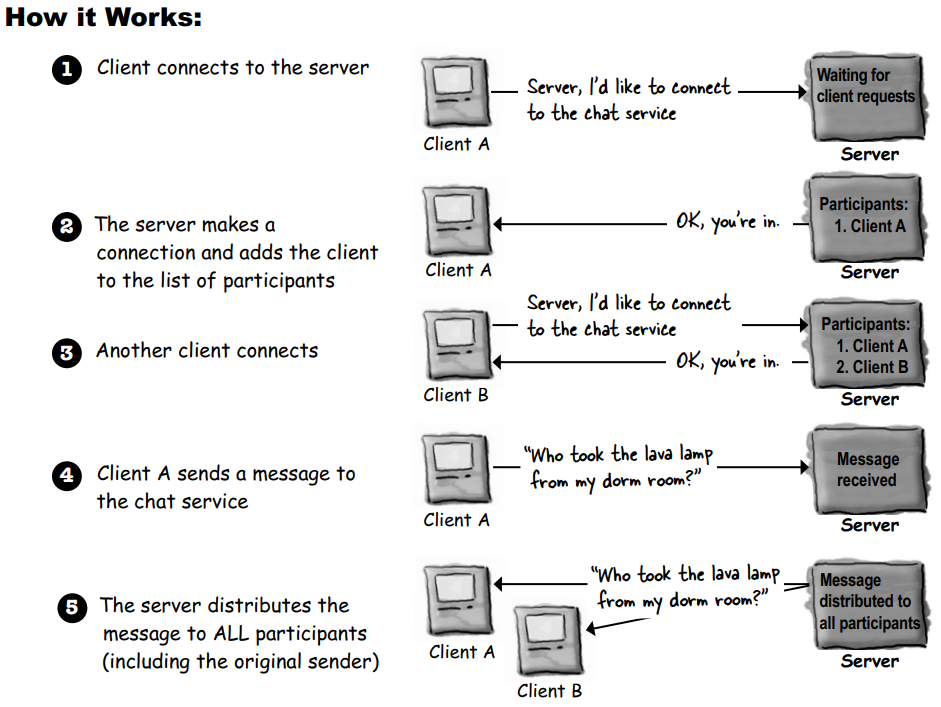 How it Works:
1 Client connects to the server
Server, I'd like to connect
to the chat service
Client A
Waiting for
client requests
Server
2 The server makes a
connection and adds the client
to the list of participants
OK, you're in.
Client A
Participants:
1. Client A
Server
3 Another client connects
Server, I'd like to connect
to the chat service
OK, you're in.
Client B
Participants:
1. Client A
2. Client B
Server
4 Client A sends a message to
the chat service
"Who took the lava lamp
from my dorm room?"
Client A
Message
received
Server
5 The server distributes the
message to ALL participants
(including the original sender)
"Who took the lava lamp
from my dorm room?"
Client A
Client B
Message
distributed to
all participants
Server